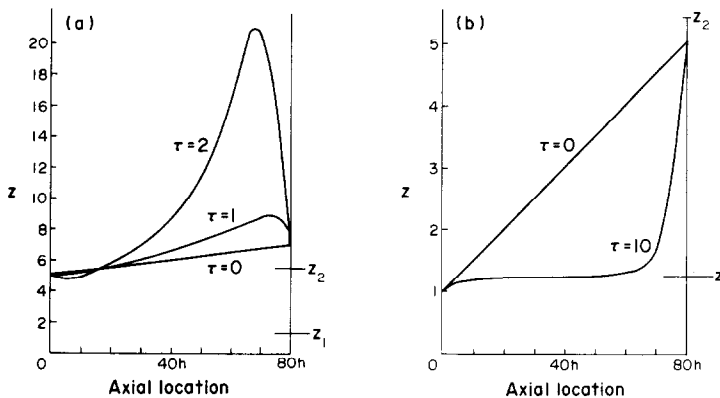 (a)
20
18
16
14
12
10
8
6
4
2
0
z
τ=2
τ=1
τ=0
z₂
z₁
40h
80h
Axial location
(b)
z₂
5
4
3
2
1
0
z
τ=0
τ=10
z
40h
80h
Axial location